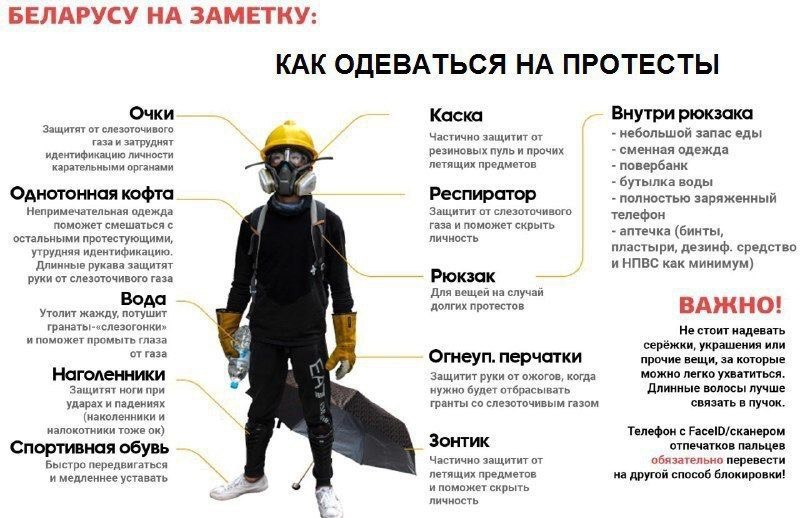 БЕЛАРУСУ НА ЗАМЕТКУ:
КАК ОДЕВАТЬСЯ НА ПРОТЕСТЫ
Очки
Защитят от слезоточивого
газа и затруднят
идентификацию личности
карательными органами
Однотонная кофта
Непримечательная одежда
поможет смешаться с
остальными протестующими,
утрудняя идентификацию.
Длинные рукава защитят
руки от слезоточивого газа
Вода
Утолит жажду, потушит
гранаты-«слезогонки»
и поможет промыть глаза
от газа
Наголенники
Защитят ноги при
ударах и падениях
(наколенники и
налокотники тоже ок)
Спортивная обувь
Быстро передвигаться
и медленнее уставать
Каска
Частично защитит от
резиновых пуль и прочих
летящих предметов
Респиратор
Защитит от слезоточивого
газа и поможет скрыть
личность
Рюкзак
Для вещей на случай
долгих протестов
Огнеуп. перчатки
Защитит руки от ожогов, когда
нужно будет отбрасывать
гранты со слезоточивым газом
Зонтик
Частично защитит от
летящих предметов
и поможет скрыть
личность
Внутри рюкзака
- небольшой запас еды
- сменная одежда
- повербанк
- бутылка воды
- полностью заряженный
телефон
- аптечка (бинты,
пластыри, дезинф. средство
и НПВС как минимум)
ВАЖНО!
Не стоит надевать
серёжки, украшения или
прочие вещи, за которые
можно легко ухватиться.
Длинные волосы лучше
связать в пучок.
Телефон с FaceID/сканером
отпечатков пальцев
обязательно перевести
на другой способ блокировки!